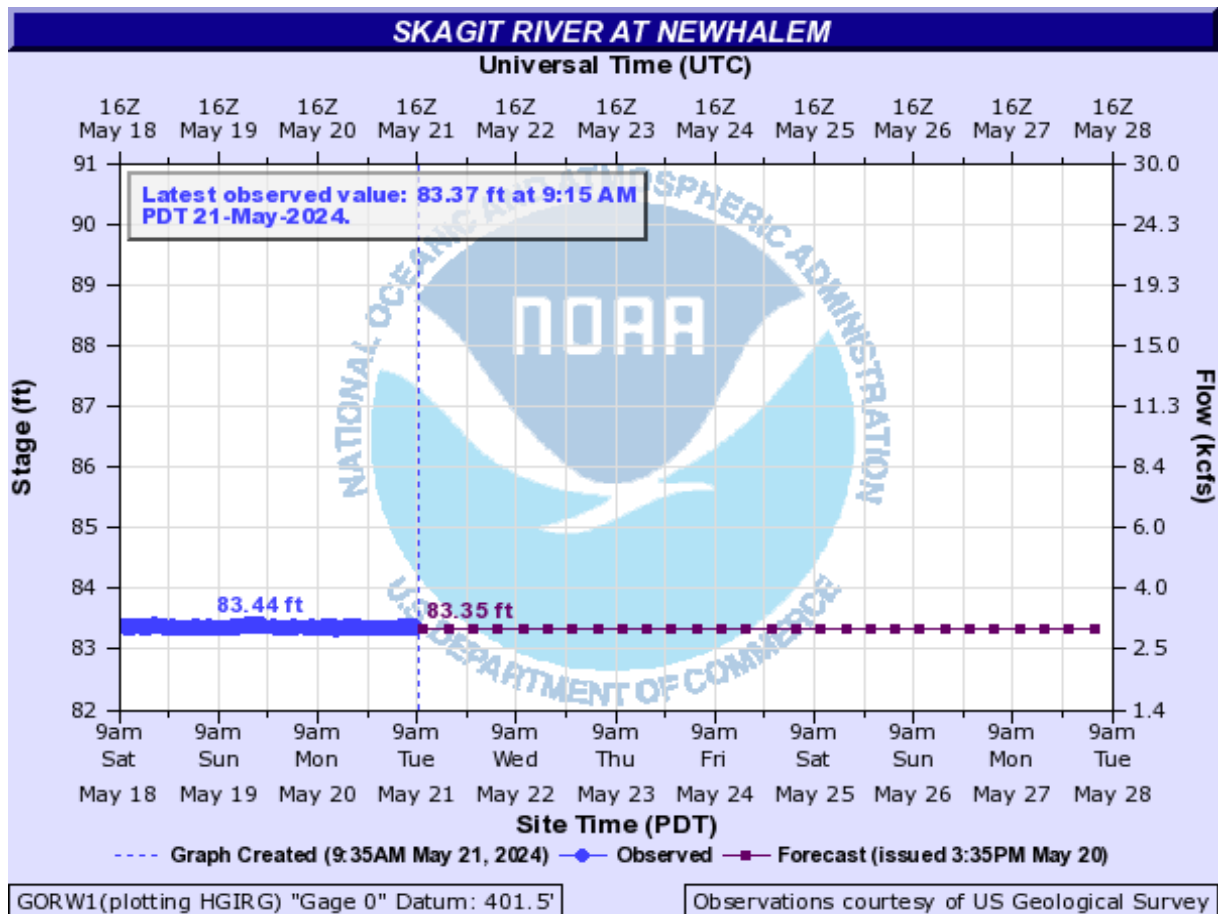 SKAGIT RIVER AT NEWHALEM
Universal Time (UTC)
16Z 16Z 16Z 16Z 16Z 16Z 16Z 16Z 16Z 16Z 16Z
May 18 May 19 May 20 May 21 May 22 May 23 May 24 May 25 May 26 May 27 May 28
Latest observed value: 83.37 ft at 9:15 AM
PDT 21-May-2024.
91 30.0
90 24.3
89 19.3
88 15.0
87 11.3
86 8.4
85 6.0
84 4.0
83 2.5
82 1.4
Stage (ft)
Flow (kcfs)
NATIONAL OCEANIC AND ATMOSPHERIC ADMINISTRATION
NOAA
U.S. DEPARTMENT OF COMMERCE
83.44 ft
83.35 ft
9am 9am 9am 9am 9am 9am 9am 9am 9am 9am 9am
Sat Sun Mon Tue Wed Thu Fri Sat Sun Mon Tue
May 18 May 19 May 20 May 21 May 22 May 23 May 24 May 25 May 26 May 27 May 28
Site Time (PDT)
Graph Created (9:35AM May 21, 2024) Observed Forecast (issued 3:35PM May 20)
GORW1(plotting HGIRG) "Gage 0" Datum: 401.5' Observations courtesy of US Geological Survey